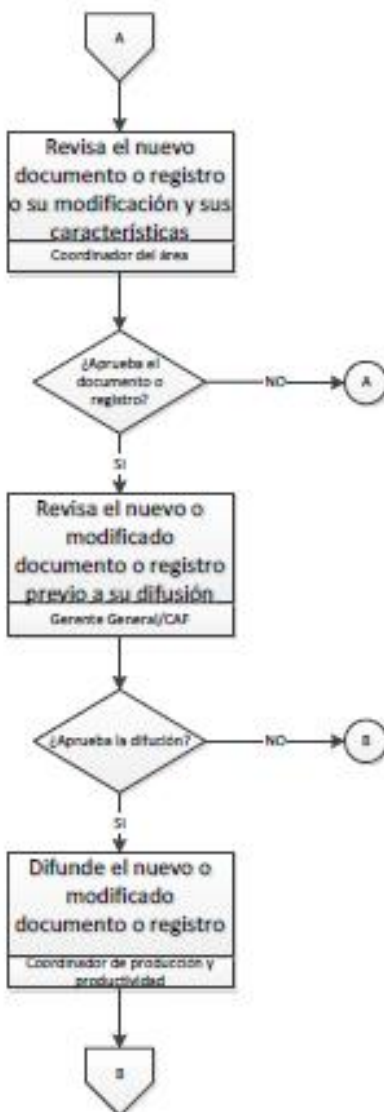 A
Revisa el nuevo
documento o registro
o su modificación y sus
características
Coordinador del área
¿Aprueba el
documento o
registro?
NO
A
SI
Revisa el nuevo o
modificado
documento o registro
previo a su difusión
Gerente General/CAF
¿Aprueba la difución?
NO
B
SI
Difunde el nuevo o
modificado
documento o registro
Coordinador de producción y
productividad
B